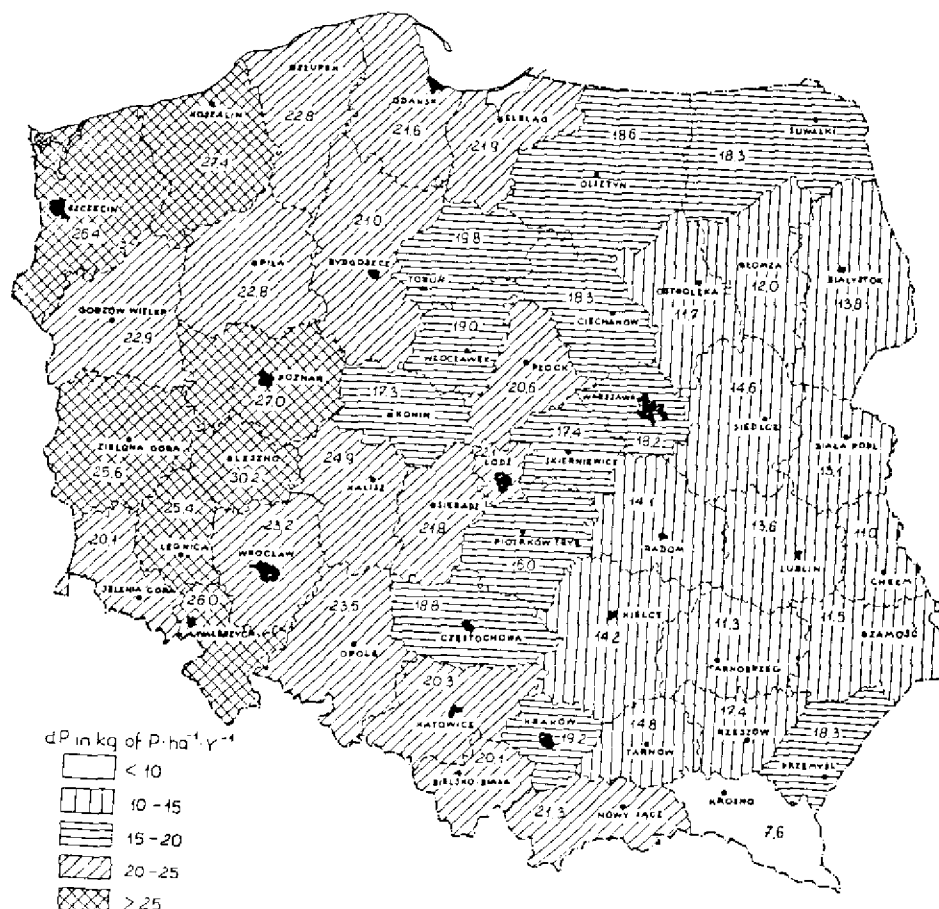 SŁUPSK
22.8
GDAŃSK
21.6
ELBLĄG
21.9
KOSZALIN
27.4
18.6
OLSZTYN
SUWAŁKI
18.3
SZCZECIN
26.4
21.0
BYDGOSZCZ
19.8
TORUŃ
PIŁA
22.8
GORZÓW WIELKP
22.9
OSTROŁĘKA
11.7
ŁOMŻA
12.0
BIAŁYSTOK
13.8
18.3
CIECHANÓW
19.0
WŁOCŁAWEK
PŁOCK
20.6
POZNAŃ
27.0
17.3
KONIN
WARSZAWA
18.2
14.6
SIEDLCE
BIAŁA PODL
13.1
ZIELONA GÓRA
25.6
LESZNO
30.2
24.9
KALISZ
ŁÓDŹ
17.4
SKIERNIEWICE
SIERADZ
21.8
25.4
LEGNICA
23.2
WROCŁAW
20.1
JELENIA GÓRA
26.0
WAŁBRZYCH
PIOTRKÓW TRYB
14.1
RADOM
13.6
LUBLIN
11.0
CHEŁM
23.5
OPOLE
18.8
CZĘSTOCHOWA
KIELCE
14.2
11.3
TARNOBRZEG
11.5
ZAMOŚĆ
20.3
KATOWICE
KRAKÓW
19.2
14.8
TARNÓW
RZESZÓW
18.3
PRZEMYŚL
20.1
BIELSKO-BIAŁA
21.3
NOWY SĄCZ
KROSNO
7.6
dP in kg of P·ha⁻¹·Y⁻¹
< 10
10-15
15-20
20-25
> 25